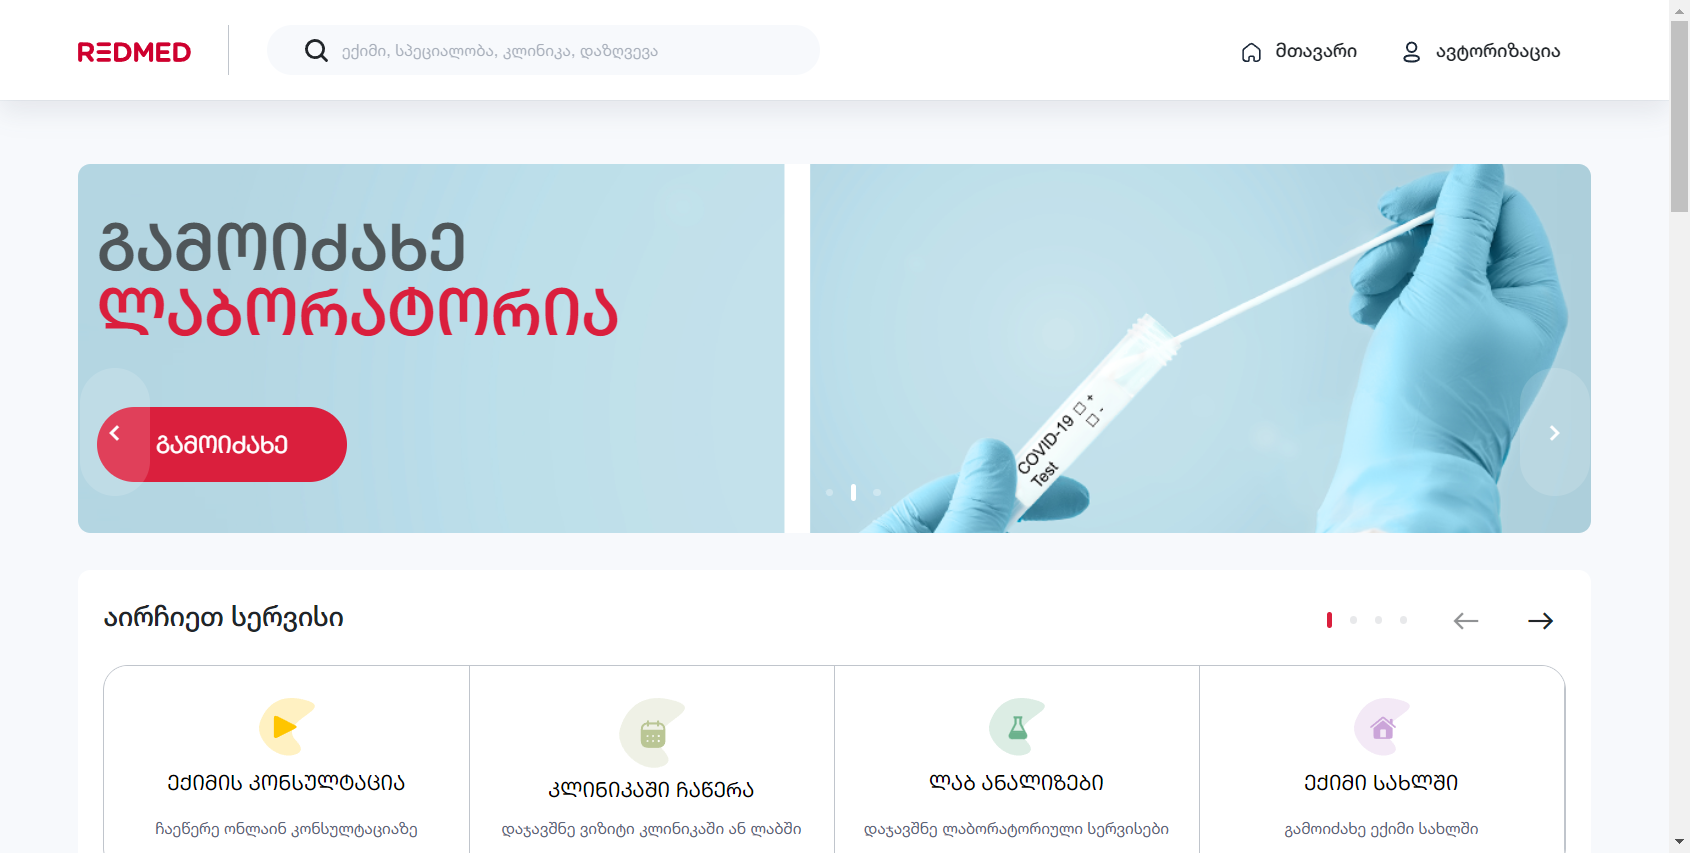 REDMED
ექიმი, სპეციალობა, კლინიკა, დაზღვევა
მთავარი
ავტორიზაცია
გამოიძახე
ლაბორატორია
გამოიძახე
COVID-19 + -
Test
აირჩიეთ სერვისი
ექიმის კონსულტაცია
ჩაეწერე ონლაინ კონსულტაციაზე
კლინიკაში ჩაწერა
დაჯავშნე ვიზიტი კლინიკაში ან ლაბში
ლაბ ანალიზები
დაჯავშნე ლაბორატორიული სერვისები
ექიმი სახლში
გამოიძახე ექიმი სახლში